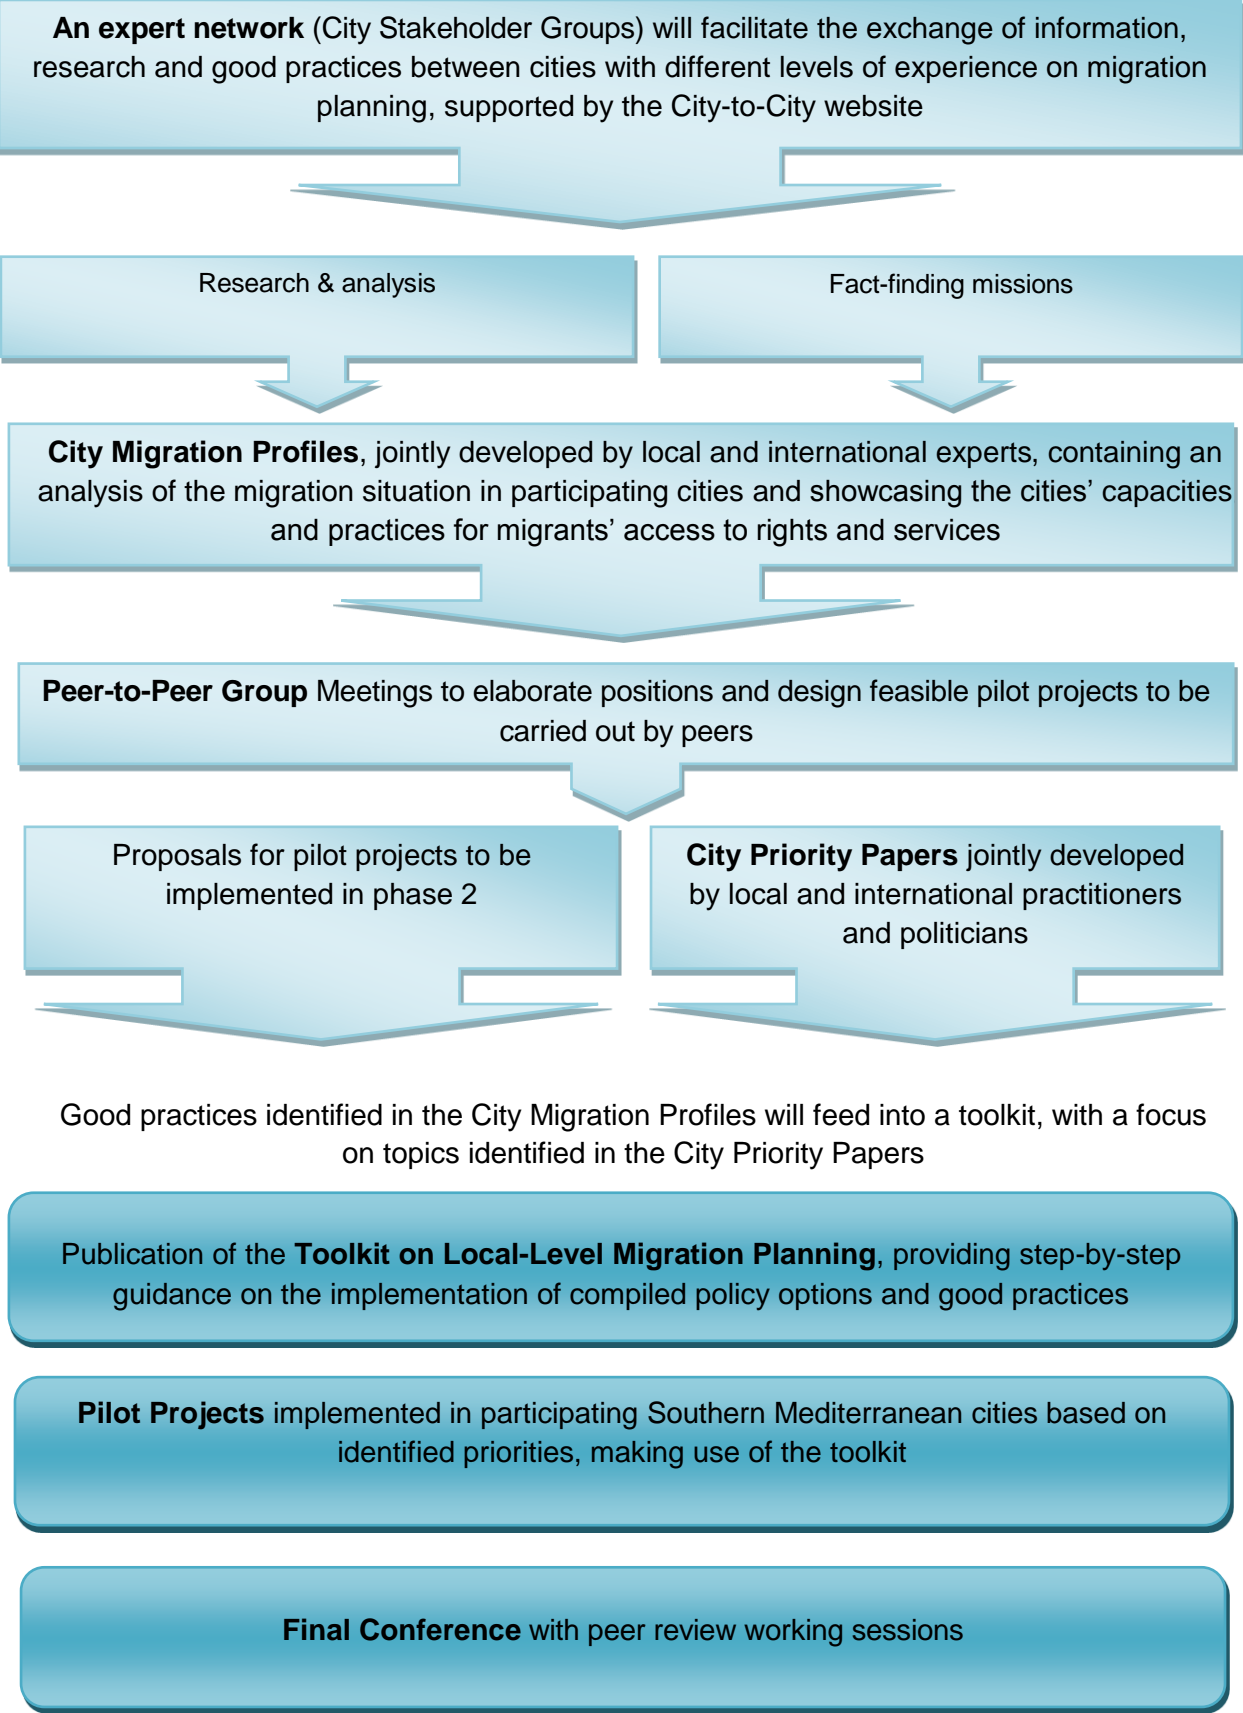 An expert network (City Stakeholder Groups) will facilitate the exchange of information,
research and good practices between cities with different levels of experience on migration
planning, supported by the City-to-City website
Research & analysis
Fact-finding missions
City Migration Profiles, jointly developed by local and international experts, containing an
analysis of the migration situation in participating cities and showcasing the cities’ capacities
and practices for migrants’ access to rights and services
Peer-to-Peer Group Meetings to elaborate positions and design feasible pilot projects to be
carried out by peers
Proposals for pilot projects to be
implemented in phase 2
City Priority Papers jointly developed
by local and international practitioners
and politicians
Good practices identified in the City Migration Profiles will feed into a toolkit, with a focus
on topics identified in the City Priority Papers
Publication of the Toolkit on Local-Level Migration Planning, providing step-by-step
guidance on the implementation of compiled policy options and good practices
Pilot Projects implemented in participating Southern Mediterranean cities based on
identified priorities, making use of the toolkit
Final Conference with peer review working sessions